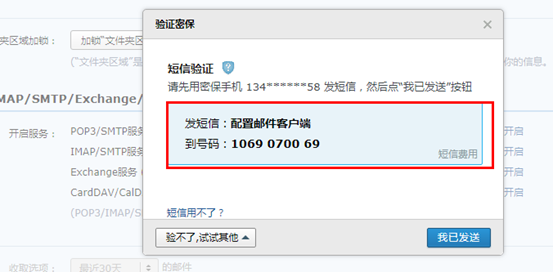 验证密保
夹区域加锁：
加锁“文件夹区
(“文件夹区域”是
你的信息。
短信验证
请先用密保手机 134******58 发短信，然后点“我已发送”按钮
MAP/SMTP/Exchange/
发短信：配置邮件客户端
到号码：1069 0700 69
短信费用
开启服务：
POP3/SMTP服务
开启
IMAP/SMTP服务
开启
Exchange服务
开启
CardDAV/CalD
开启
(POP3/IMAP/S
短信用不了？
验不了,试试其他
我已发送
收取选项：
最近30天
的邮件